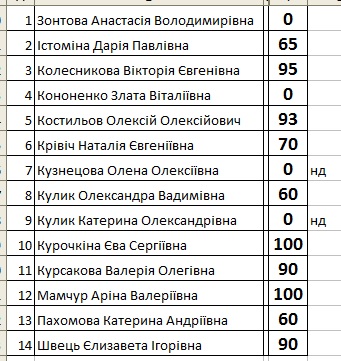 1 Зонтова Анастасія Володимирівна 0
2 Істоміна Дарія Павлівна 65
3 Колесникова Вікторія Євгенівна 95
4 Кононенко Злата Віталіївна 0
5 Костильов Олексій Олексійович 93
6 Крівіч Наталія Євгеніївна 70
7 Кузнецова Олена Олексіївна 0 нд
8 Кулик Олександра Вадимівна 60
9 Кулик Катерина Олександрівна 0 нд
10 Курочкіна Єва Сергіївна 100
11 Курсакова Валерія Олегівна 90
12 Мамчур Аріна Валеріївна 100
13 Пахомова Катерина Андріївна 60
14 Швець Єлизавета Ігорівна 90